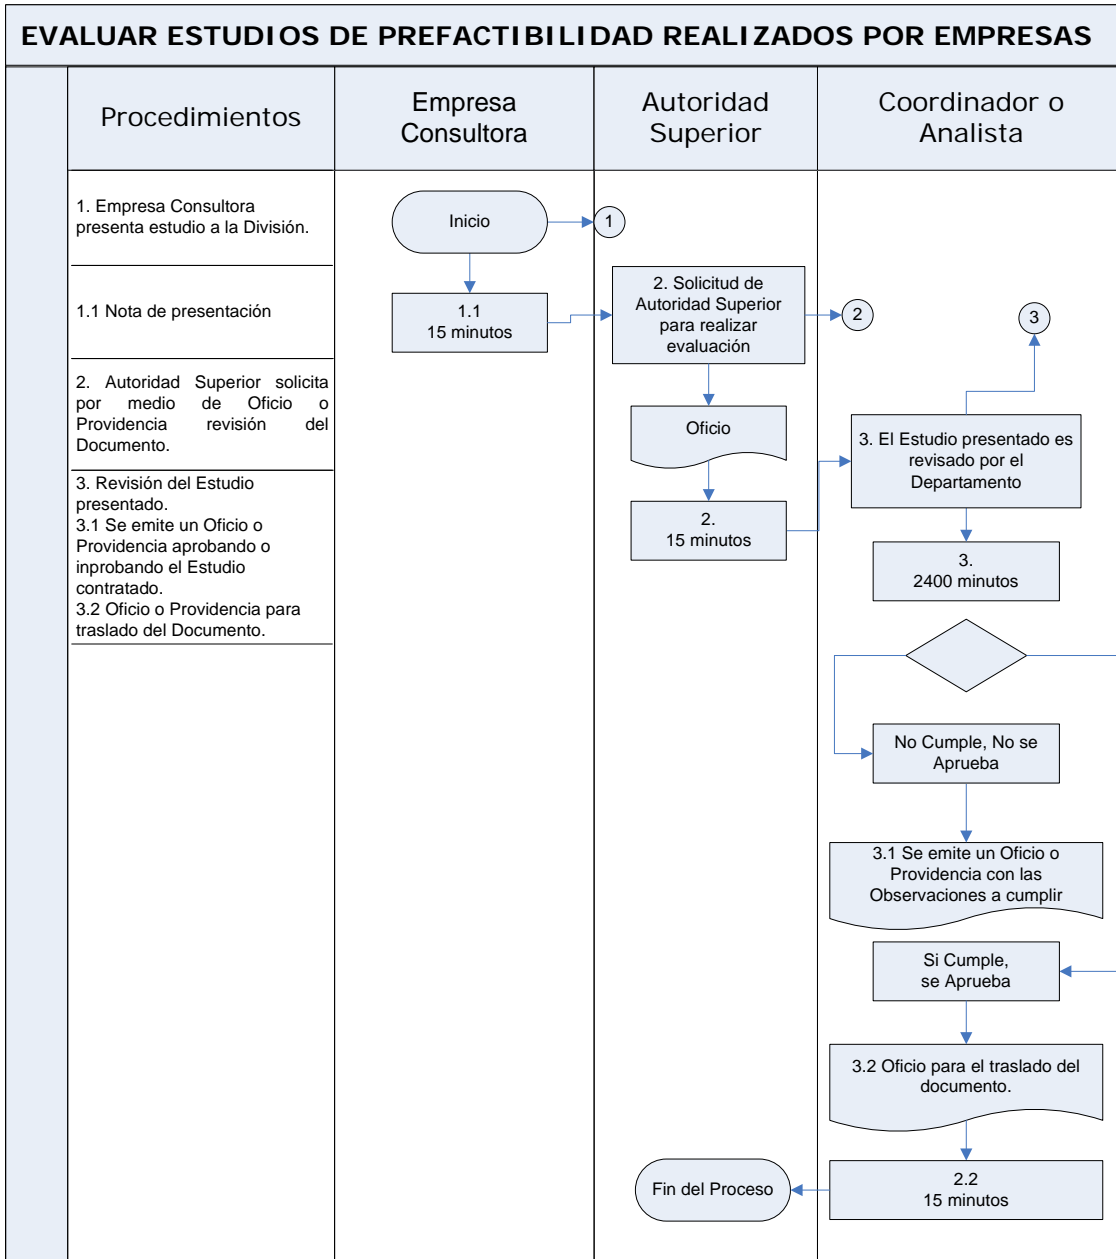 EVALUAR ESTUDIOS DE PREFACTIBILIDAD REALIZADOS POR EMPRESAS
Procedimientos
Empresa
Consultora
Autoridad
Superior
Coordinador o
Analista
1. Empresa Consultora
presenta estudio a la División.
1.1 Nota de presentación
2. Autoridad Superior solicita
por medio de Oficio o
Providencia revisión del
Documento.
3. Revisión del Estudio
presentado.
3.1 Se emite un Oficio o
Providencia aprobando o
inprobando el Estudio
contratado.
3.2 Oficio o Providencia para
traslado del Documento.
Inicio
1
1.1
15 minutos
2. Solicitud de
Autoridad Superior
para realizar
evaluación
2
Oficio
2.
15 minutos
3
3. El Estudio presentado es
revisado por el
Departamento
3.
2400 minutos
No Cumple, No se
Aprueba
3.1 Se emite un Oficio o
Providencia con las
Observaciones a cumplir
Si Cumple,
se Aprueba
3.2 Oficio para el traslado del
documento.
2.2
15 minutos
Fin del Proceso